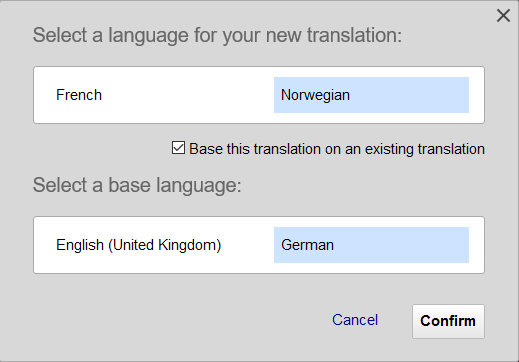 Select a language for your new translation:
French Norwegian
Base this translation on an existing translation
Select a base language:
English (United Kingdom) German
Cancel Confirm